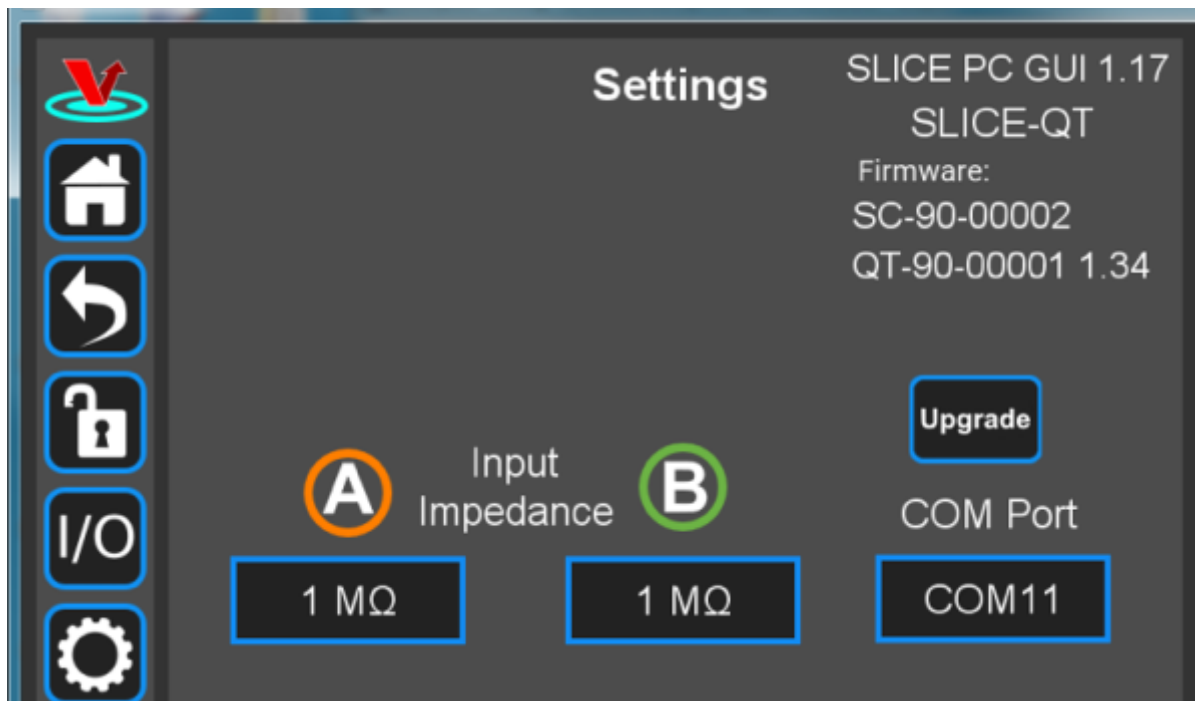 Settings
SLICE PC GUI 1.17
SLICE-QT
Firmware:
SC-90-00002
QT-90-00001 1.34
Upgrade
A
Input
Impedance
B
COM Port
I/O
1 MΩ
1 MΩ
COM11